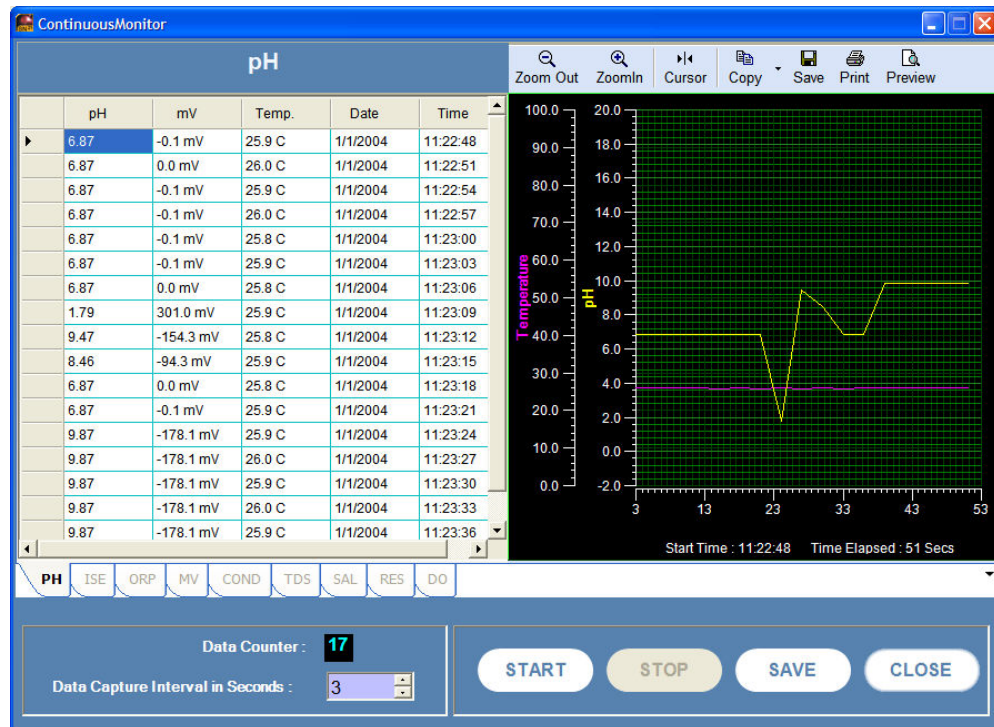 ContinuousMonitor
pH
Zoom Out ZoomIn Cursor Copy Save Print Preview
pH mV Temp. Date Time
6.87 -0.1 mV 25.9 C 1/1/2004 11:22:48
6.87 0.0 mV 26.0 C 1/1/2004 11:22:51
6.87 -0.1 mV 25.9 C 1/1/2004 11:22:54
6.87 -0.1 mV 26.0 C 1/1/2004 11:22:57
6.87 -0.1 mV 25.8 C 1/1/2004 11:23:00
6.87 -0.1 mV 25.9 C 1/1/2004 11:23:03
6.87 0.0 mV 25.8 C 1/1/2004 11:23:06
1.79 301.0 mV 25.9 C 1/1/2004 11:23:09
9.47 -154.3 mV 25.8 C 1/1/2004 11:23:12
8.46 -94.3 mV 25.9 C 1/1/2004 11:23:15
6.87 0.0 mV 25.8 C 1/1/2004 11:23:18
6.87 -0.1 mV 25.9 C 1/1/2004 11:23:21
9.87 -178.1 mV 25.9 C 1/1/2004 11:23:24
9.87 -178.1 mV 26.0 C 1/1/2004 11:23:27
9.87 -178.1 mV 25.9 C 1/1/2004 11:23:30
9.87 -178.1 mV 26.0 C 1/1/2004 11:23:33
9.87 -178.1 mV 25.9 C 1/1/2004 11:23:36
Temperature
100.0
90.0
80.0
70.0
60.0
50.0
40.0
30.0
20.0
10.0
0.0
pH
20.0
18.0
16.0
14.0
12.0
10.0
8.0
6.0
4.0
2.0
0.0
-2.0
3 13 23 33 43 53
Start Time : 11:22:48 Time Elapsed : 51 Secs
PH ISE ORP MV COND TDS SAL RES DO
Data Counter : 17
Data Capture Interval in Seconds : 3
START STOP SAVE CLOSE